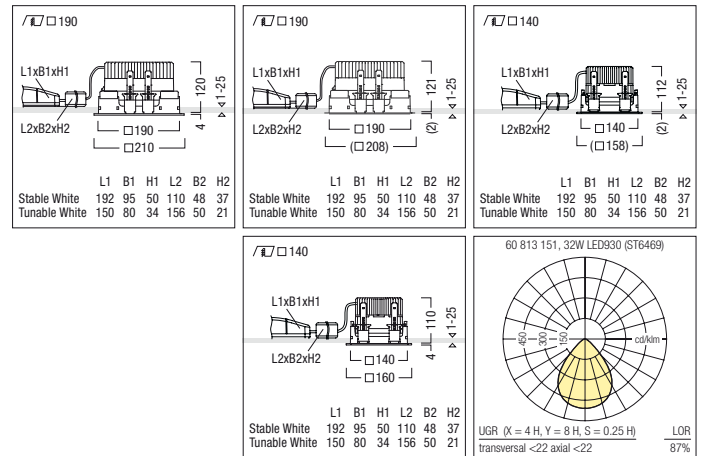 □190
L1xB1xH1
L2xB2xH2
120
1-25
4
□190
□210
L1 B1 H1 L2 B2 H2
Stable White 192 95 50 110 48 37
Tunable White 150 80 34 156 50 21
□190
L1xB1xH1
L2xB2xH2
121
1-25
(2)
□190
(□208)
L1 B1 H1 L2 B2 H2
Stable White 192 95 50 110 48 37
Tunable White 150 80 34 156 50 21
□140
L1xB1xH1
L2xB2xH2
112
1-25
(2)
□140
(□158)
L1 B1 H1 L2 B2 H2
Stable White 192 95 50 110 48 37
Tunable White 150 80 34 156 50 21
□140
L1xB1xH1
L2xB2xH2
110
1-25
4
□140
□160
L1 B1 H1 L2 B2 H2
Stable White 192 95 50 110 48 37
Tunable White 150 80 34 156 50 21
60 813 151, 32W LED930 (ST6469)
450 300 150 cd/klm
UGR (X = 4 H, Y = 8 H, S = 0.25 H) LOR
transversal <22 axial <22 87%